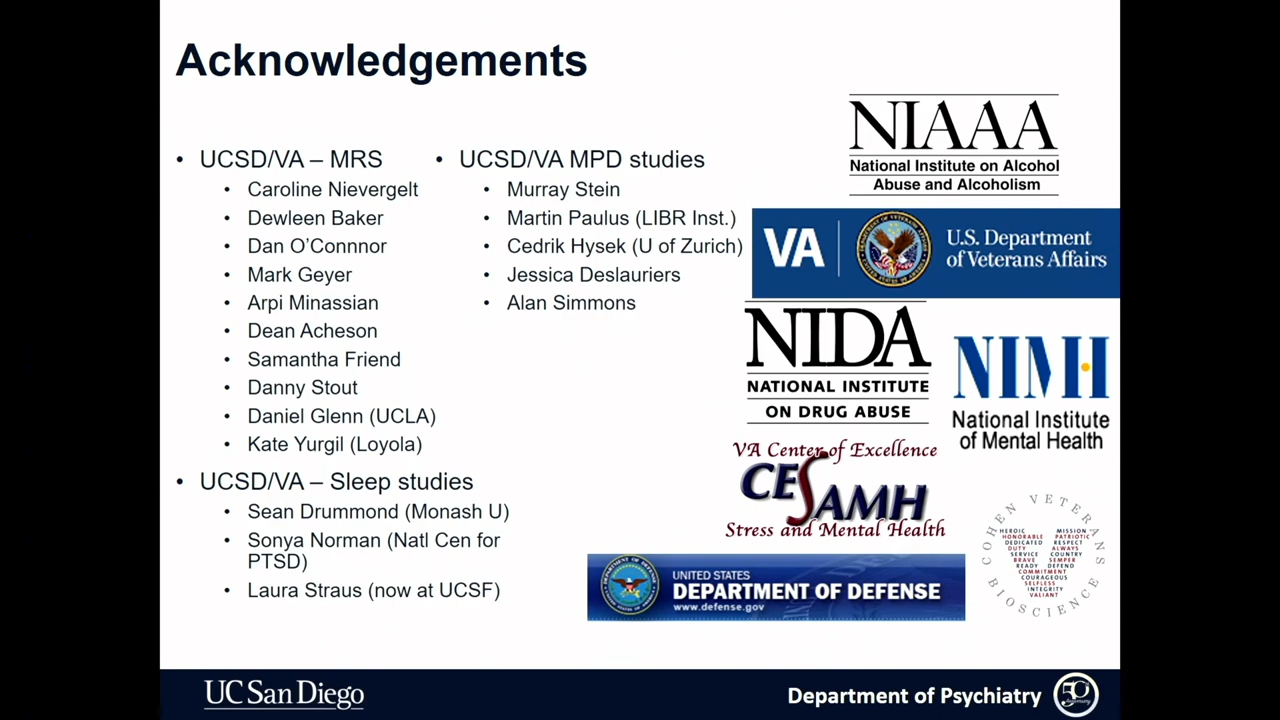 Acknowledgements
• UCSD/VA – MRS
• Caroline Nievergelt
• Dewleen Baker
• Dan O’Connnor
• Mark Geyer
• Arpi Minassian
• Dean Acheson
• Samantha Friend
• Danny Stout
• Daniel Glenn (UCLA)
• Kate Yurgil (Loyola)
• UCSD/VA – Sleep studies
• Sean Drummond (Monash U)
• Sonya Norman (Natl Cen for
PTSD)
• Laura Straus (now at UCSF)
• UCSD/VA MPD studies
• Murray Stein
• Martin Paulus (LIBR Inst.)
• Cedrik Hysek (U of Zurich)
• Jessica Deslauriers
• Alan Simmons
NIAAA
National Institute on Alcohol
Abuse and Alcoholism
VA
U.S. Department
of Veterans Affairs
NIDA
NATIONAL INSTITUTE
ON DRUG ABUSE
NIMH
National Institute
of Mental Health
VA Center of Excellence
CESAMH
Stress and Mental Health
COHEN VETERANS
BIOSCIENCE
HEROIC MISSION
HONORABLE PATRIOTIC
DEDICATED RESPECT
DUTY ALWAYS
SERVICE COUNTRY
BRAVE SEMPER
READY DEFEND
COMMITMENT
COURAGEOUS
SELFLESS
INTEGRITY
VALIANT
UNITED STATES
DEPARTMENT OF DEFENSE
www.defense.gov
UC San Diego
Department of Psychiatry
50